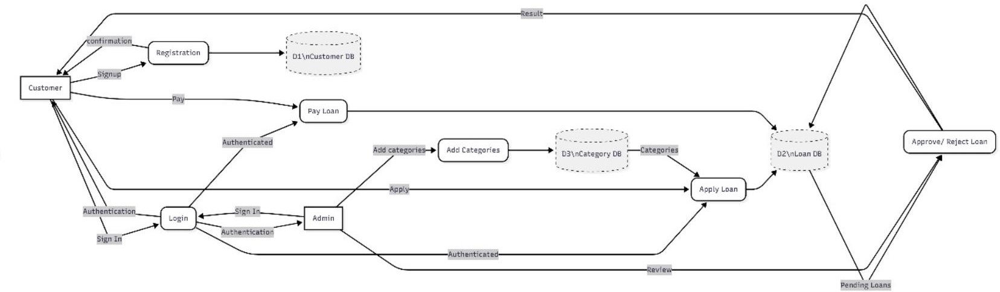 Result
confirmation
Registration
D1\nCustomer DB
Signup
Customer
Pay
Pay Loan
Authenticated
Add categories
Add Categories
D3\nCategory DB
Categories
D2\nLoan DB
Approve/ Reject Loan
Apply
Apply Loan
Authentication
Login
Sign In
Admin
Authentication
Sign In
Authenticated
Review
Pending Loans